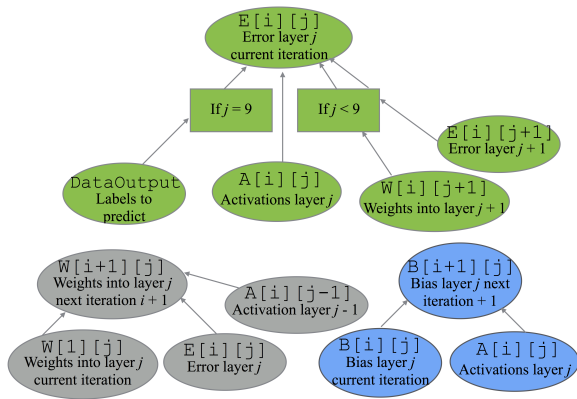 E[i][j]
Error layer j
current iteration
If j = 9
If j < 9
E[i][j+1]
Error layer j + 1
DataOutput
Labels to
predict
A[i][j]
Activations layer j
W[i][j+1]
Weights into layer j + 1
W[i+1][j]
Weights into layer j
next iteration i + 1
A[i][j-1]
Activation layer j - 1
W[1][j]
Weights into layer j
current iteration
E[i][j]
Error layer j
B[i+1][j]
Bias layer j next
iteration + 1
B[i][j]
Bias layer j
current iteration
A[i][j]
Activations layer j